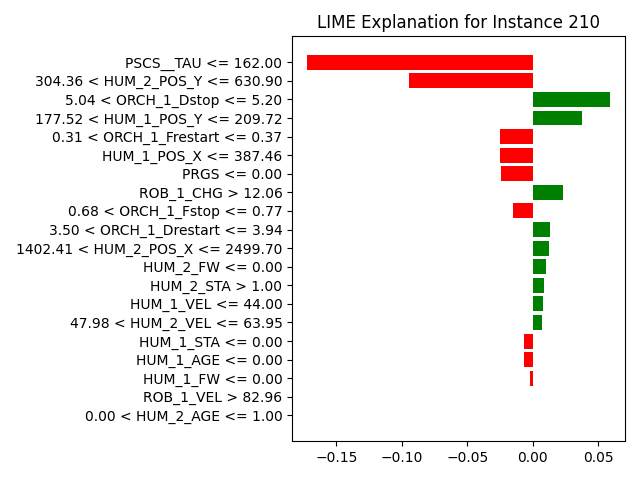 LIME Explanation for Instance 210
PSCS__TAU <= 162.00
304.36 < HUM_2_POS_Y <= 630.90
5.04 < ORCH_1_Dstop <= 5.20
177.52 < HUM_1_POS_Y <= 209.72
0.31 < ORCH_1_Frestart <= 0.37
HUM_1_POS_X <= 387.46
PRGS <= 0.00
ROB_1_CHG > 12.06
0.68 < ORCH_1_Fstop <= 0.77
3.50 < ORCH_1_Drestart <= 3.94
1402.41 < HUM_2_POS_X <= 2499.70
HUM_2_FW <= 0.00
HUM_2_STA > 1.00
HUM_1_VEL <= 44.00
47.98 < HUM_2_VEL <= 63.95
HUM_1_STA <= 0.00
HUM_1_AGE <= 0.00
HUM_1_FW <= 0.00
ROB_1_VEL > 82.96
0.00 < HUM_2_AGE <= 1.00
−0.15 −0.10 −0.05 0.00 0.05